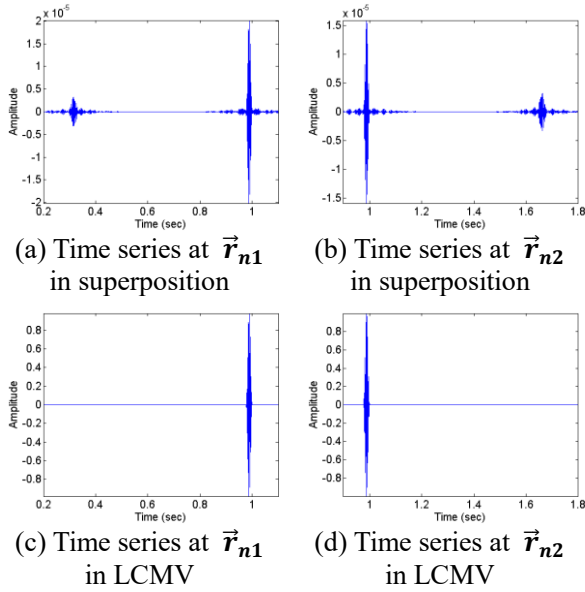 x 10⁻⁵
2
1.5
1
0.5
0
-0.5
-1
-1.5
-2
Amplitude
0.2 0.4 0.6 0.8 1
Time (sec)
(a) Time series at r⃗ₙ₁
in superposition
x 10⁻⁵
1.5
1
0.5
0
-0.5
-1
-1.5
Amplitude
1 1.2 1.4 1.6 1.8
Time (sec)
(b) Time series at r⃗ₙ₂
in superposition
0.8
0.6
0.4
0.2
0
-0.2
-0.4
-0.6
-0.8
Amplitude
0.2 0.4 0.6 0.8 1
Time (sec)
(c) Time series at r⃗ₙ₁
in LCMV
0.8
0.6
0.4
0.2
0
-0.2
-0.4
-0.6
-0.8
Amplitude
1 1.2 1.4 1.6 1.8
Time (sec)
(d) Time series at r⃗ₙ₂
in LCMV